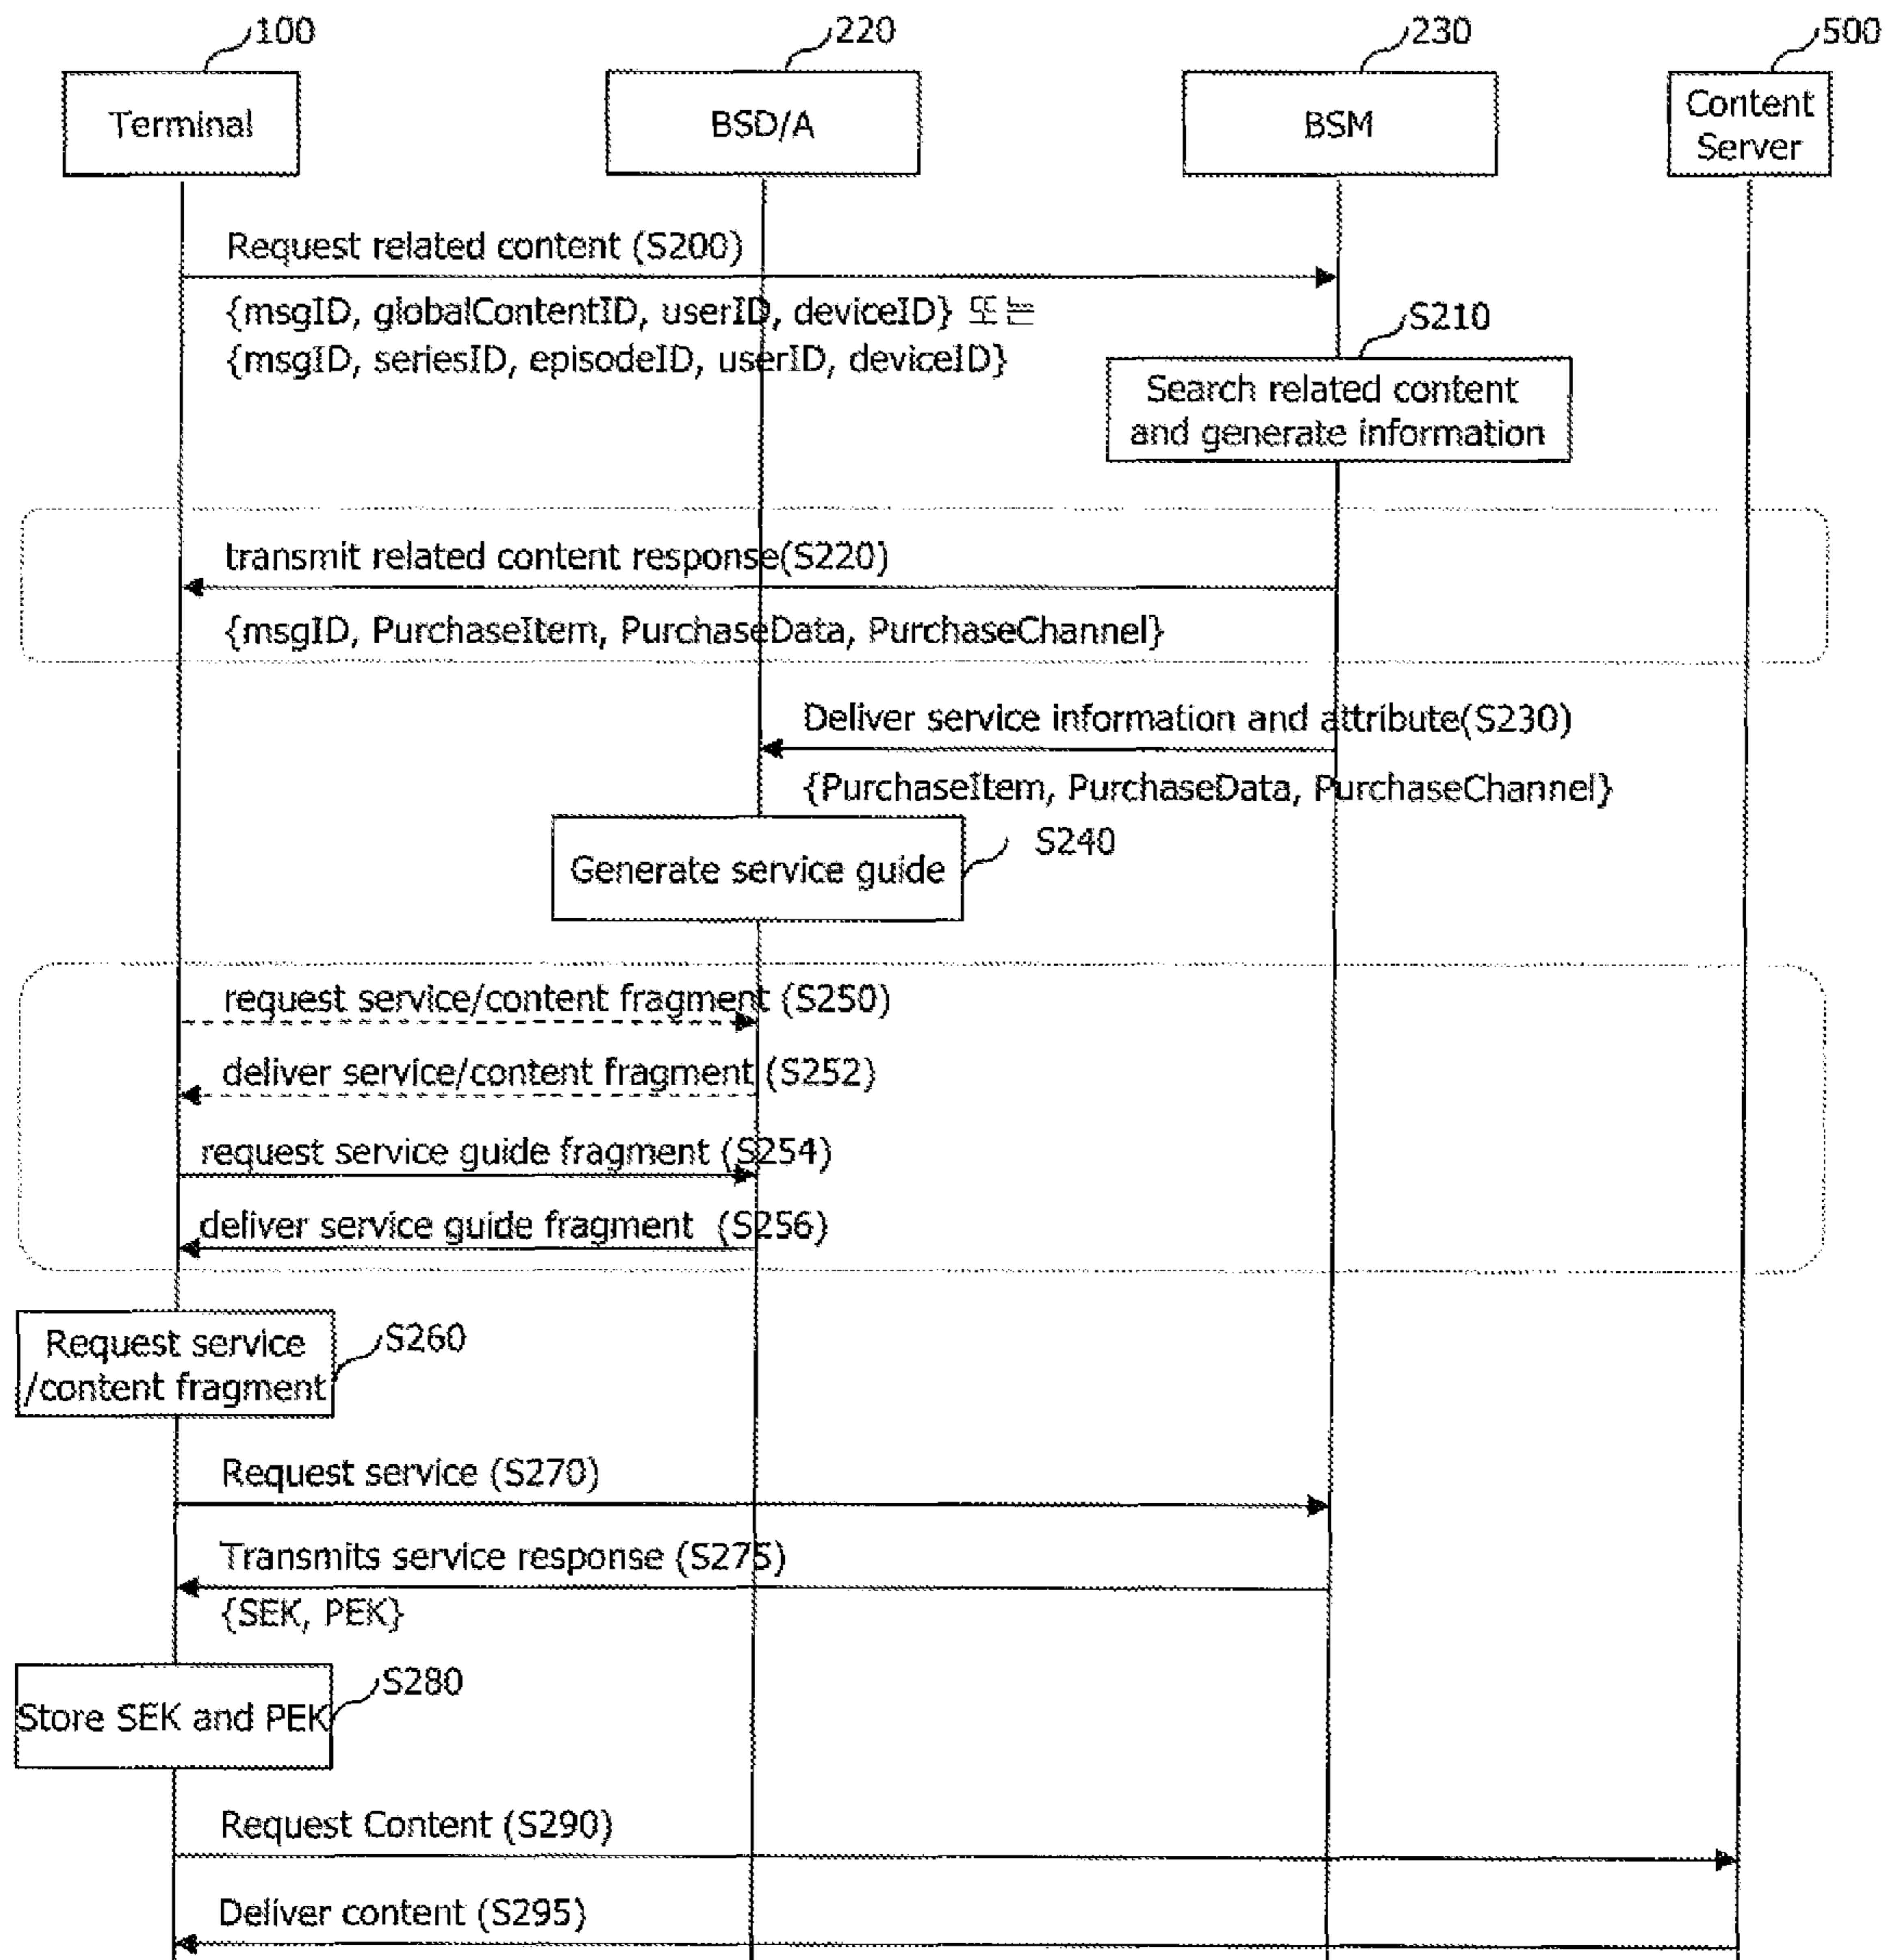 100
220
230
500
Terminal
BSD/A
BSM
Content
Server
Request related content (S200)
{msgID, globalContentID, userID, deviceID} 또는
{msgID, seriesID, episodeID, userID, deviceID}
S210
Search related content
and generate information
transmit related content response(S220)
{msgID, PurchaseItem, PurchaseData, PurchaseChannel}
Deliver service information and attribute(S230)
{PurchaseItem, PurchaseData, PurchaseChannel}
Generate service guide
S240
request service/content fragment (S250)
deliver service/content fragment (S252)
request service guide fragment (S254)
deliver service guide fragment (S256)
Request service
/content fragment
S260
Request service (S270)
Transmits service response (S275)
{SEK, PEK}
S280
Store SEK and PEK
Request Content (S290)
Deliver content (S295)